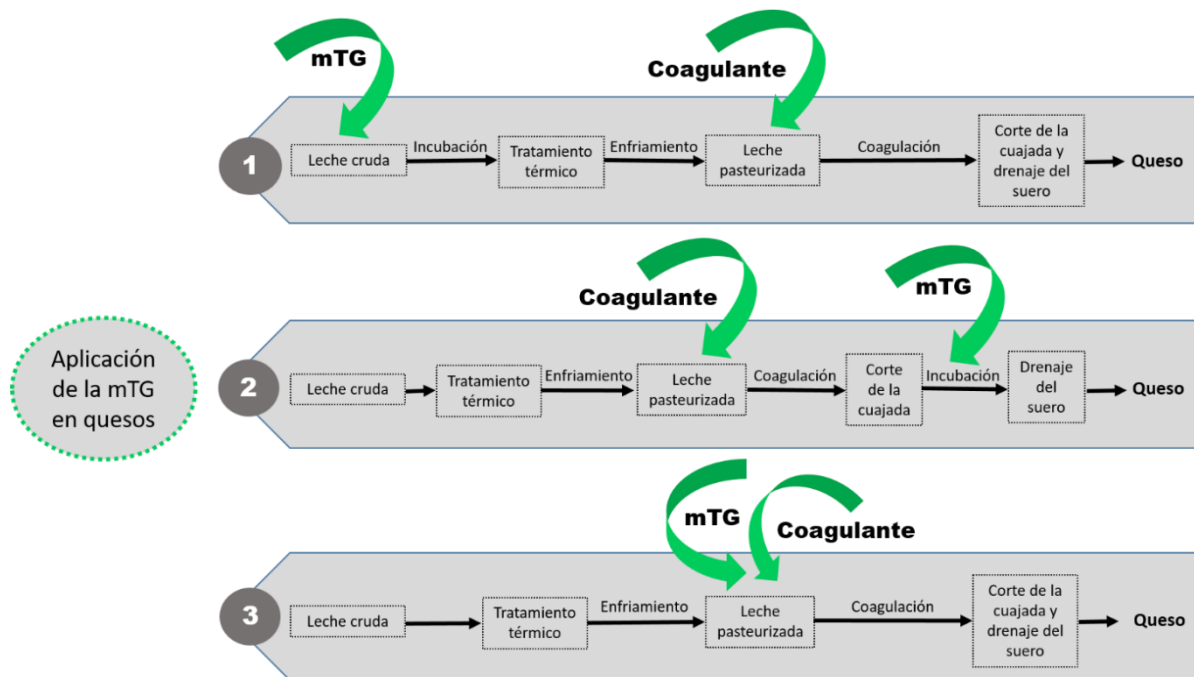 mTG
Coagulante
1
Leche cruda
Incubación
Tratamiento
térmico
Enfriamiento
Leche
pasteurizada
Coagulación
Corte de la
cuajada y
drenaje del
suero
Queso
Aplicación
de la mTG
en quesos
Coagulante
mTG
2
Leche cruda
Tratamiento
térmico
Enfriamiento
Leche
pasteurizada
Coagulación
Corte
de la
cuajada
Incubación
Drenaje
del
suero
Queso
mTG
Coagulante
3
Leche cruda
Tratamiento
térmico
Enfriamiento
Leche
pasteurizada
Coagulación
Corte de la
cuajada y
drenaje del
suero
Queso